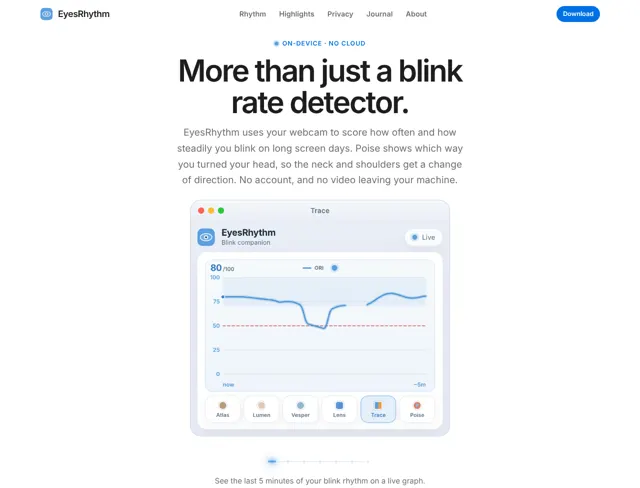 EyesRhythm
Rhythm Highlights Privacy Journal About
Download
ON-DEVICE · NO CLOUD
More than just a blink
rate detector.
EyesRhythm uses your webcam to score how often and how
steadily you blink on long screen days. Poise shows which way
you turned your head, so the neck and shoulders get a change
of direction. No account, and no video leaving your machine.
Trace
EyesRhythm
Blink companion
Live
80 /100
OBI
100
75
50
25
0
now
~5m
Atlas Lumen Vesper Lens Trace Poise
See the last 5 minutes of your blink rhythm on a live graph.